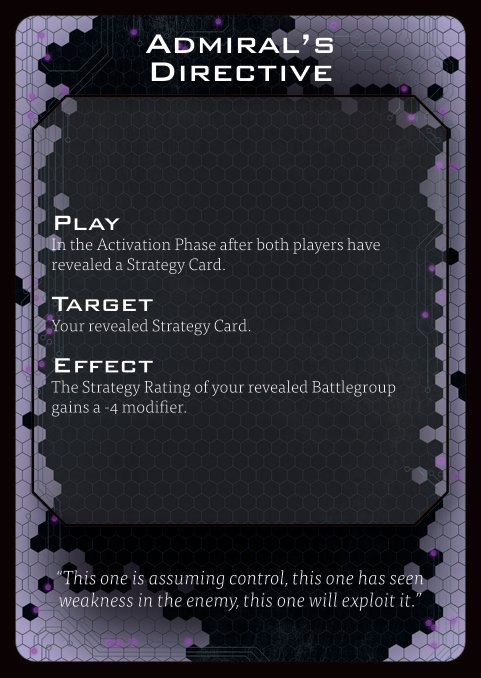 Admiral's
Directive
Play
In the Activation Phase after both players have
revealed a Strategy Card.
Target
Your revealed Strategy Card.
Effect
The Strategy Rating of your revealed Battlegroup
gains a -4 modifier.
“This one is assuming control, this one has seen
weakness in the enemy, this one will exploit it.”